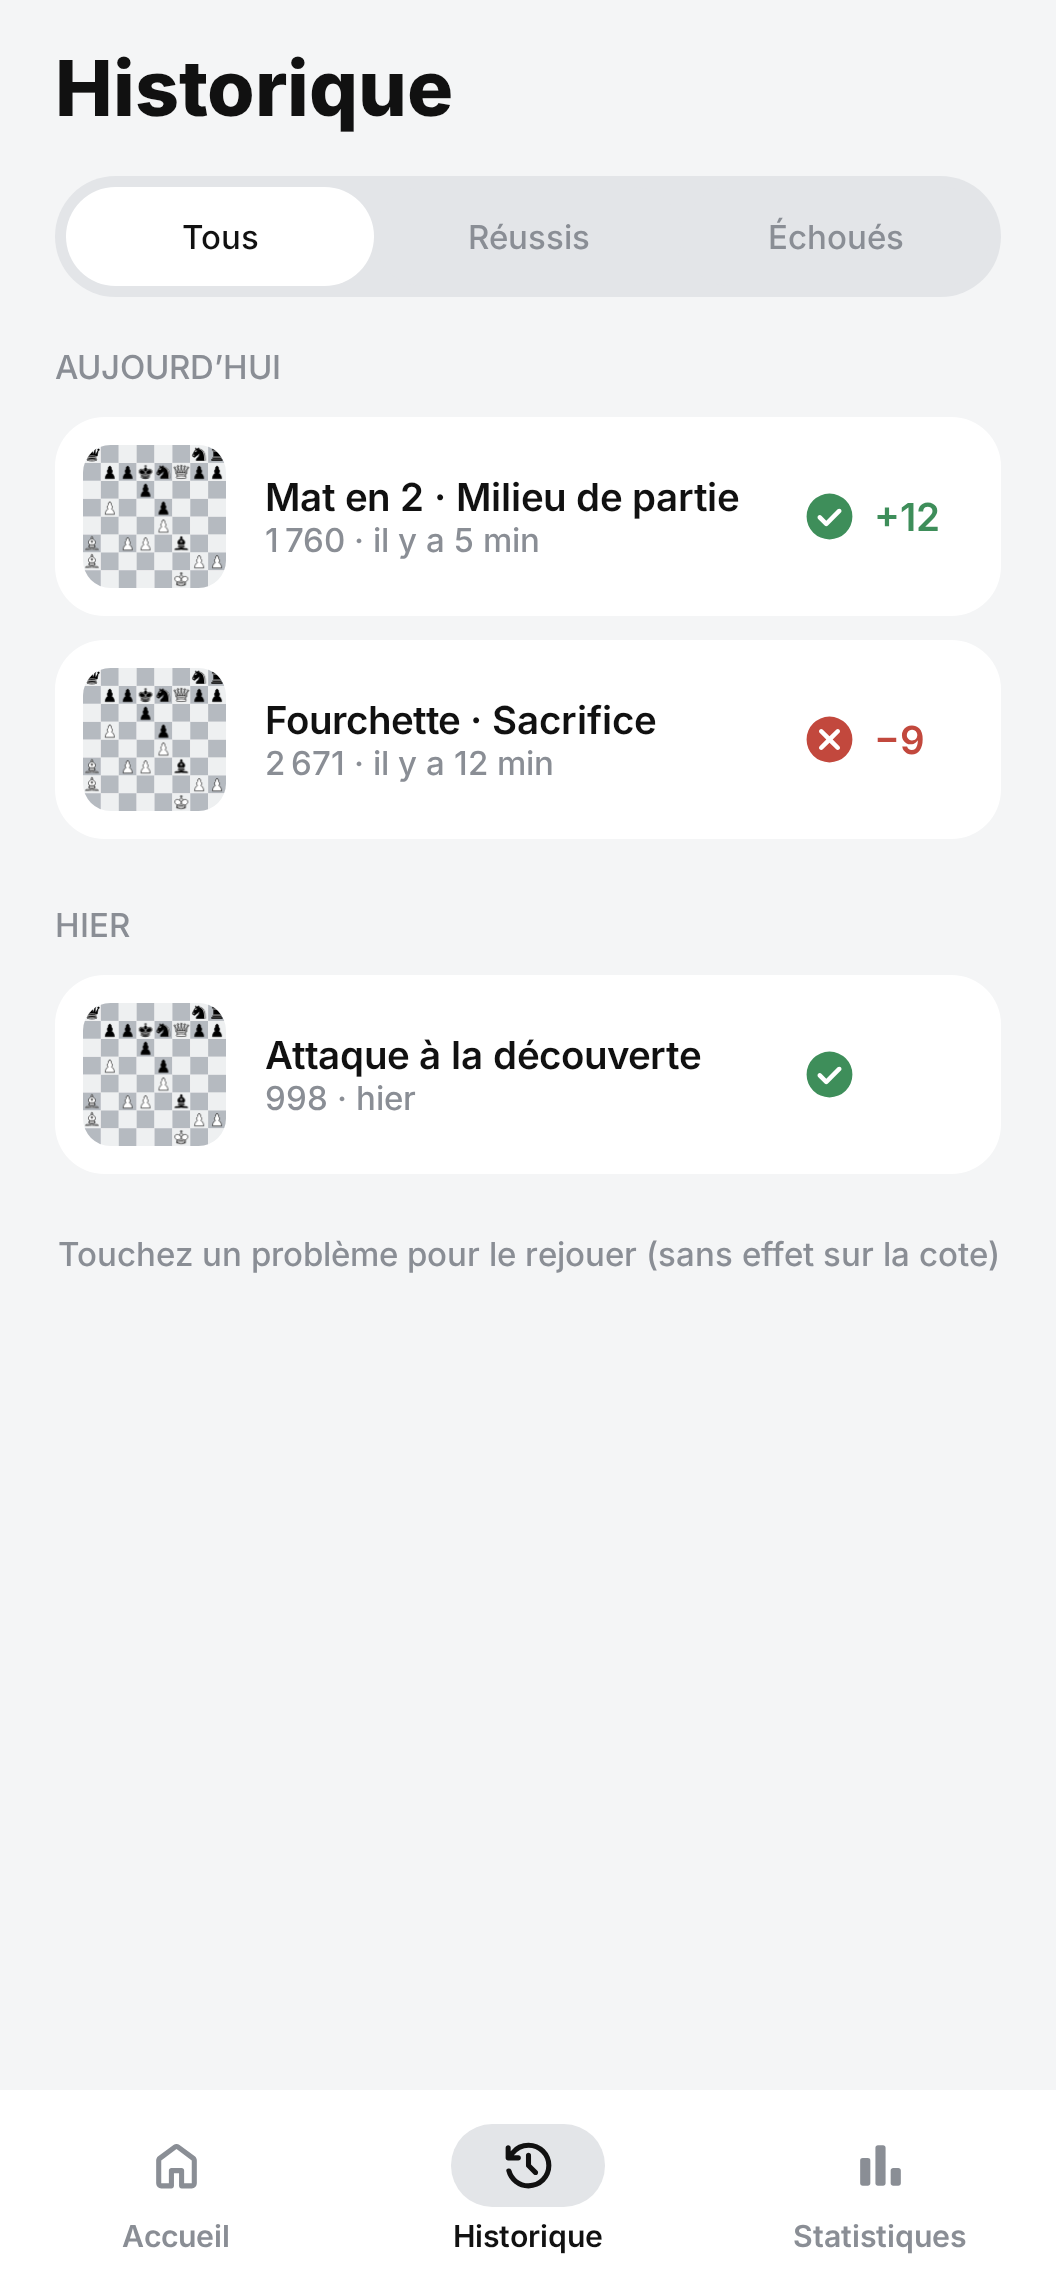 Historique
Tous
Réussis
Échoués
AUJOURD’HUI
Mat en 2 · Milieu de partie
1 760 · il y a 5 min
+12
Fourchette · Sacrifice
2 671 · il y a 12 min
−9
HIER
Attaque à la découverte
998 · hier
Touchez un problème pour le rejouer (sans effet sur la cote)
Accueil
Historique
Statistiques